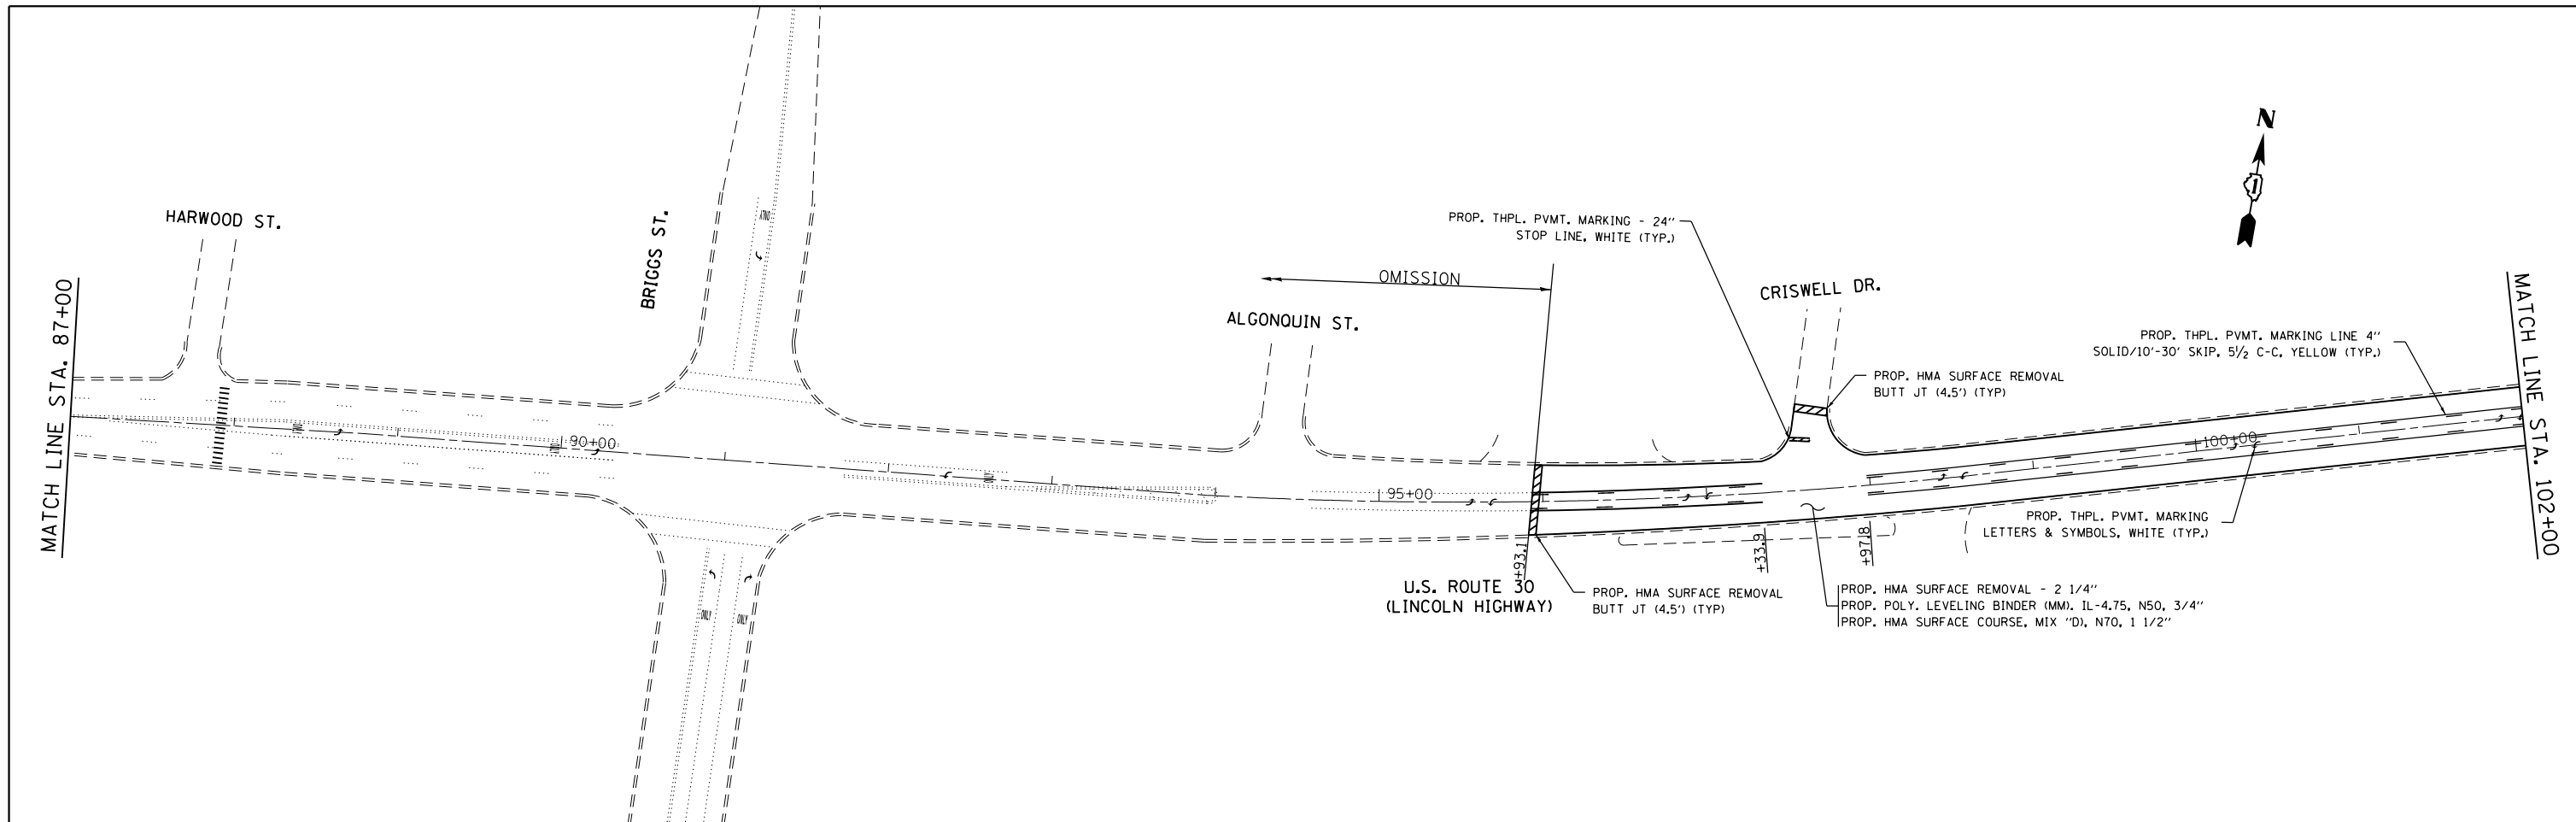 N
1
HARWOOD ST.
BRIGGS ST.
ONLY
PROP. THPL. PVMT. MARKING - 24"
STOP LINE, WHITE (TYP.)
OMISSION
CRISWELL DR.
ALGONQUIN ST.
MATCH LINE STA. 87+00
MATCH LINE STA. 102+00
PROP. THPL. PVMT. MARKING LINE 4"
SOLID/10'-30' SKIP, 5½ C-C, YELLOW (TYP.)
PROP. HMA SURFACE REMOVAL
BUTT JT (4.5') (TYP)
90+00
95+00
100+00
PROP. THPL. PVMT. MARKING
LETTERS & SYMBOLS, WHITE (TYP.)
+93.1
+33.9
+97.8
U.S. ROUTE 30
(LINCOLN HIGHWAY)
PROP. HMA SURFACE REMOVAL
BUTT JT (4.5') (TYP)
PROP. HMA SURFACE REMOVAL - 2 1/4"
PROP. POLY. LEVELING BINDER (MM), IL-4.75, N50, 3/4"
PROP. HMA SURFACE COURSE, MIX "D), N70, 1 1/2"
ONLY
ONLY